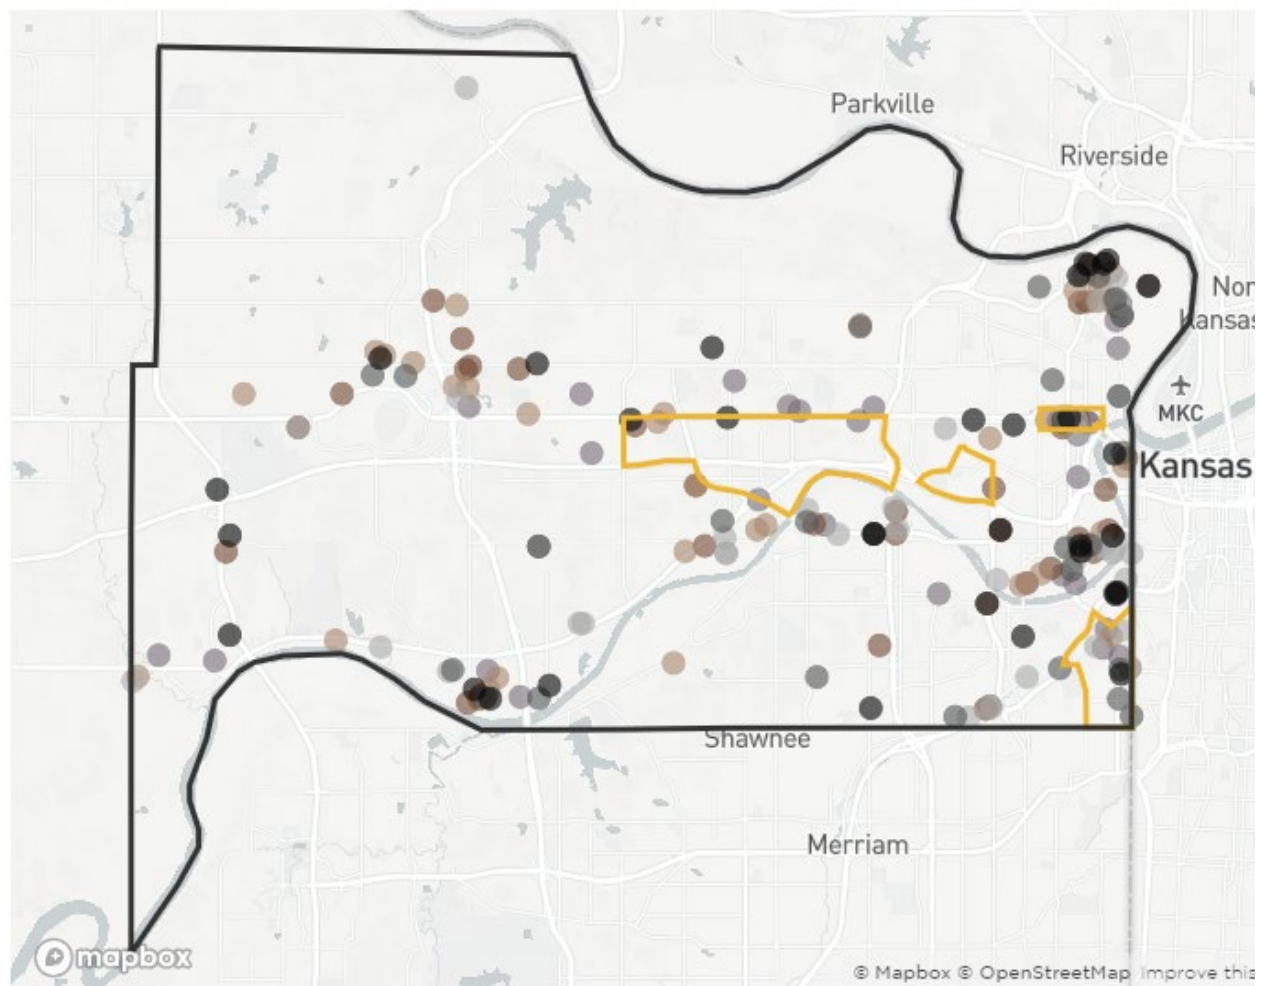 Parkville
Riverside
Nor
Kansas
MKC
Kansas
Shawnee
Merriam
mapbox
© Mapbox © OpenStreetMap Improve this